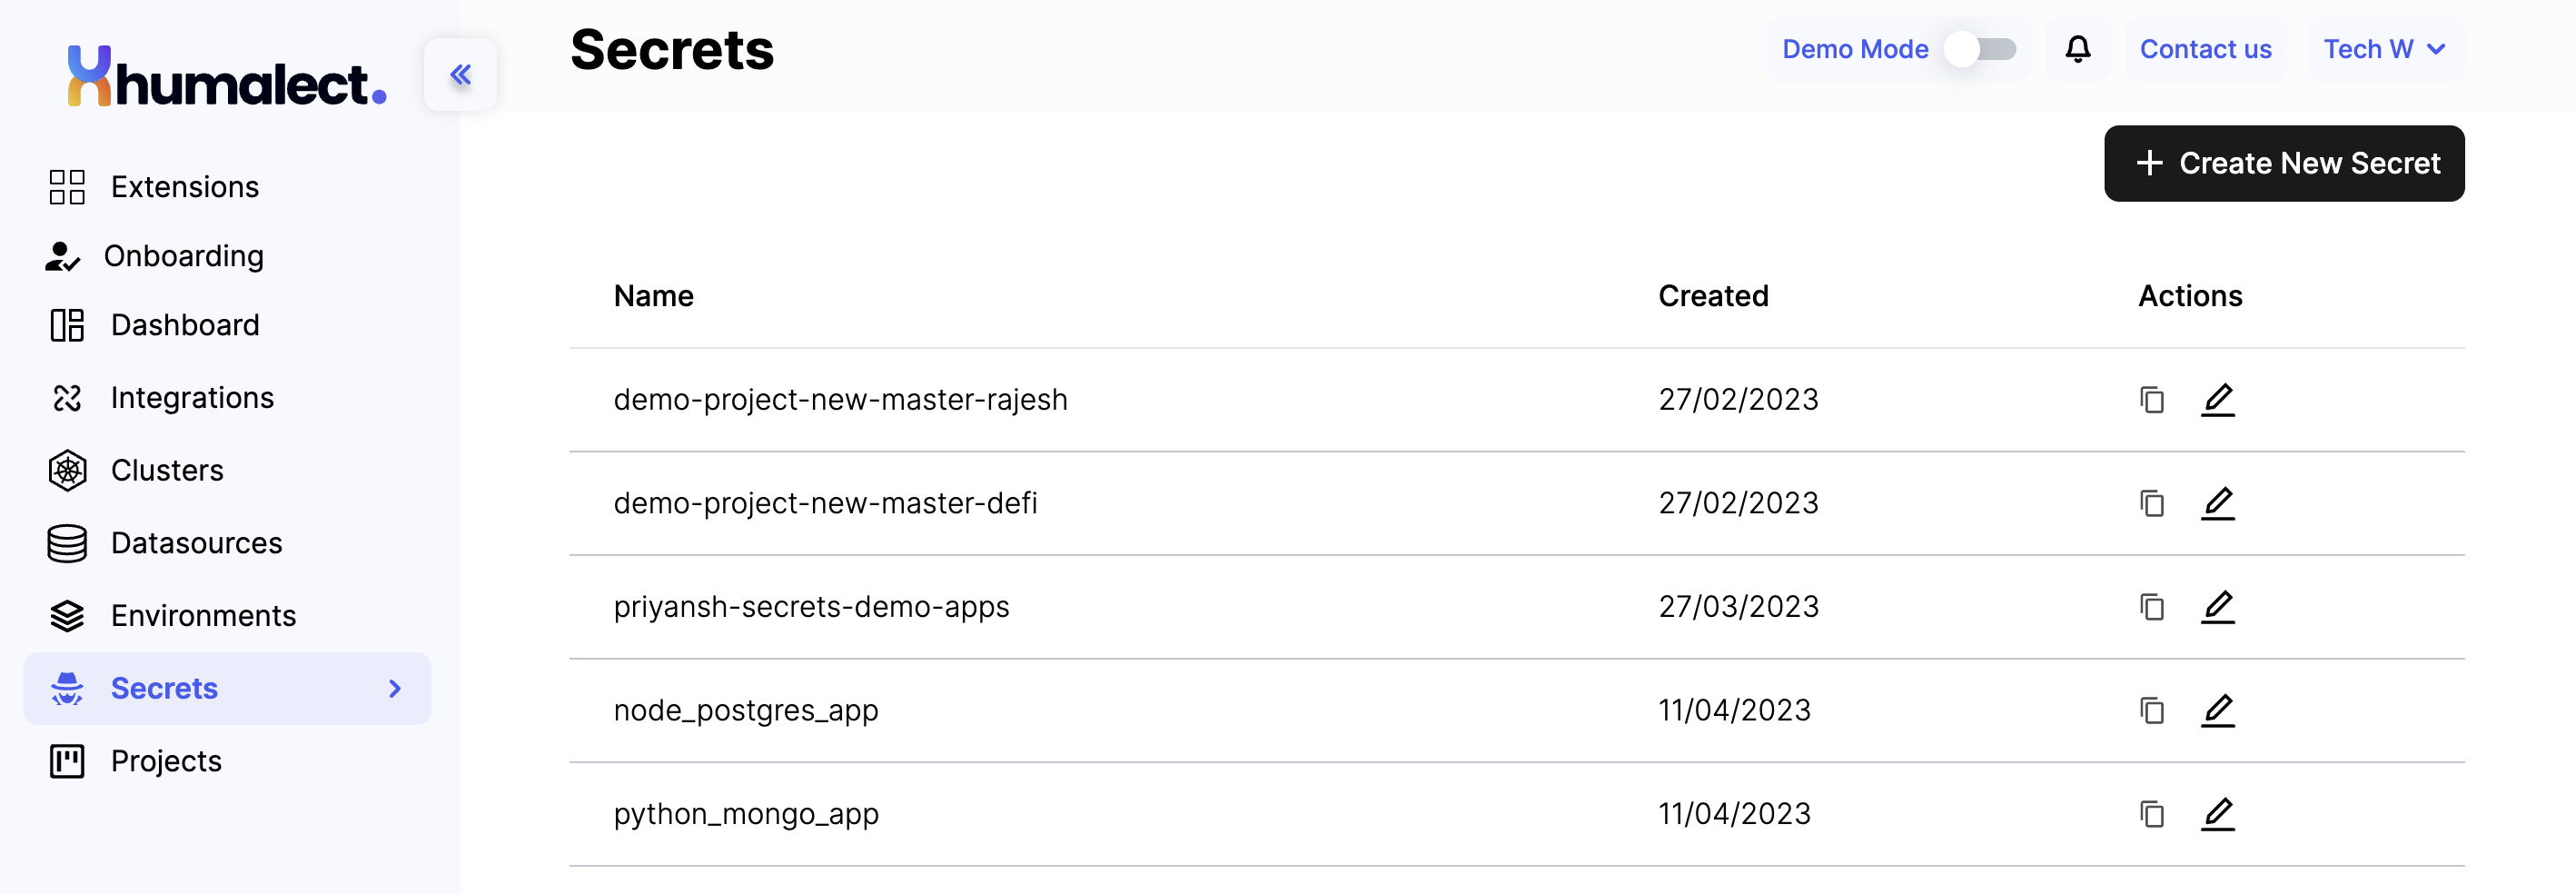 humalect.
Secrets
Demo Mode
Contact us
Tech W
Extensions
Onboarding
Dashboard
Integrations
Clusters
Datasources
Environments
Secrets
Projects
+ Create New Secret
Name Created Actions
demo-project-new-master-rajesh 27/02/2023
demo-project-new-master-defi 27/02/2023
priyansh-secrets-demo-apps 27/03/2023
node_postgres_app 11/04/2023
python_mongo_app 11/04/2023